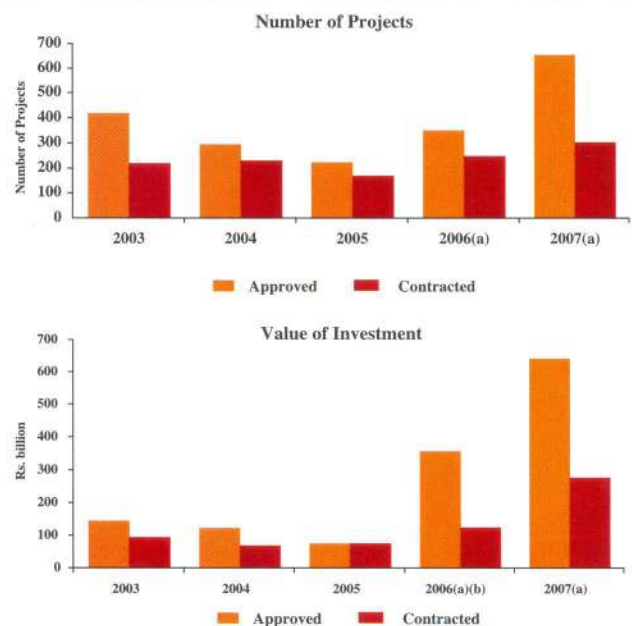 Number of Projects
700
600
500
400
300
200
100
0
Number of Projects
2003 2004 2005 2006(a) 2007(a)
Approved Contracted
Value of Investment
700
600
500
400
300
200
100
0
Rs. billion
2003 2004 2005 2006(a)(b) 2007(a)
Approved Contracted